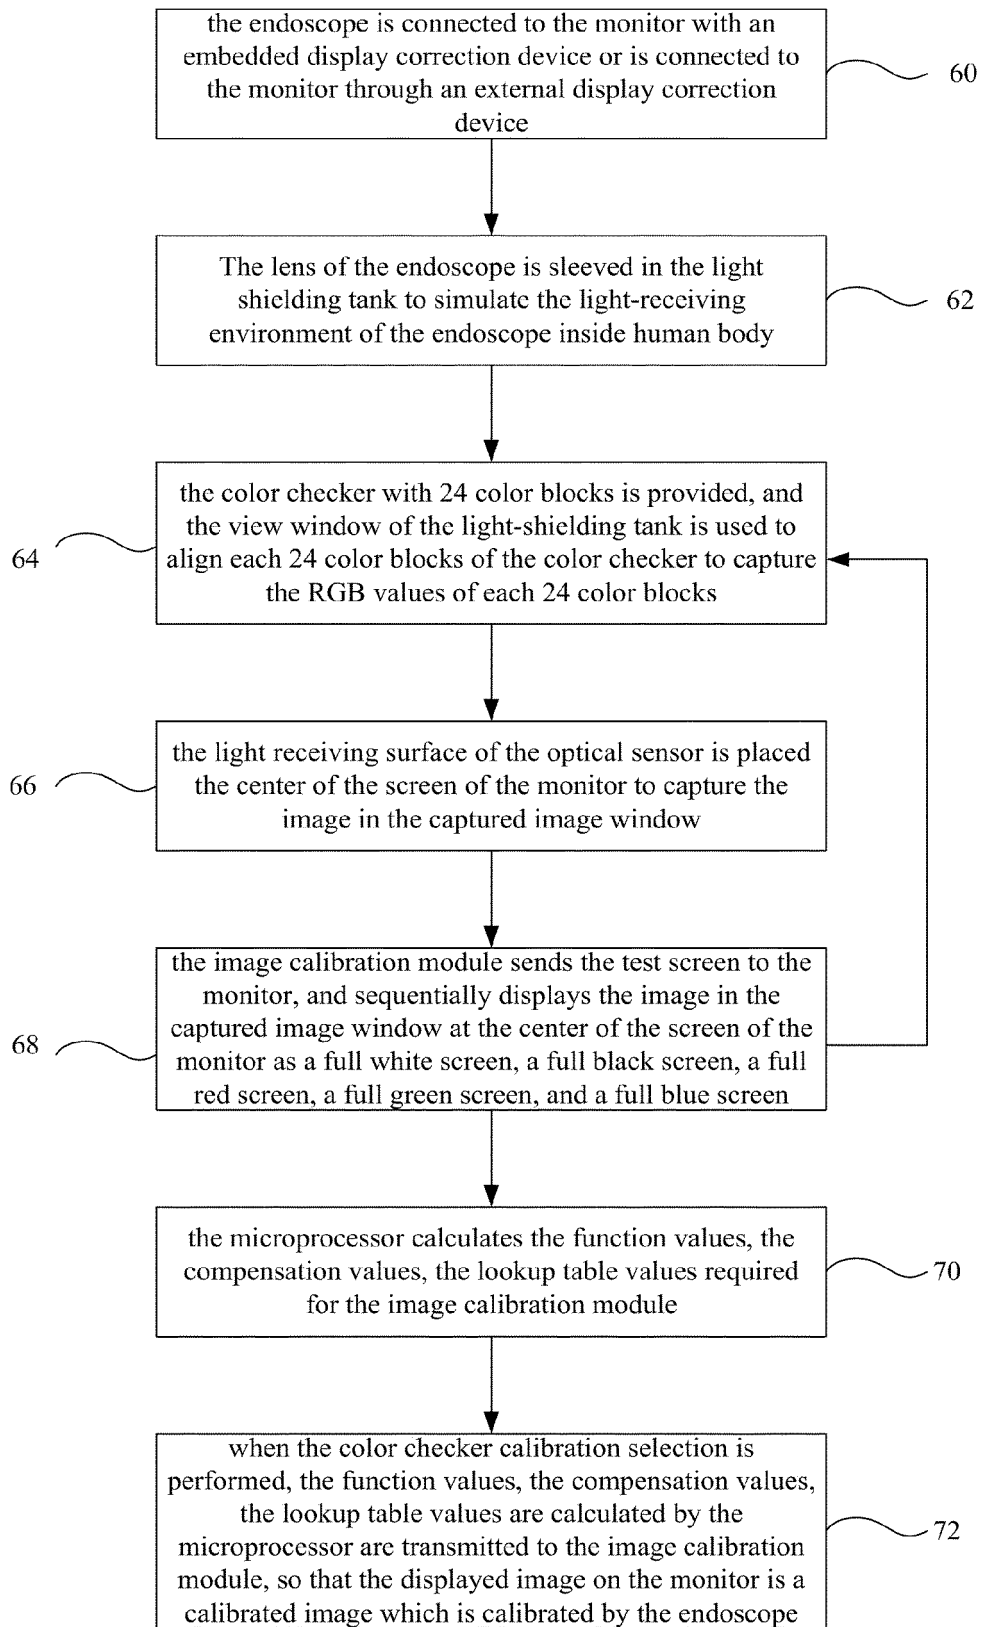 the endoscope is connected to the monitor with an
embedded display correction device or is connected to
the monitor through an external display correction
device
60
The lens of the endoscope is sleeved in the light
shielding tank to simulate the light-receiving
environment of the endoscope inside human body
62
the color checker with 24 color blocks is provided, and
the view window of the light-shielding tank is used to
align each 24 color blocks of the color checker to capture
the RGB values of each 24 color blocks
64
the light receiving surface of the optical sensor is placed
the center of the screen of the monitor to capture the
image in the captured image window
66
the image calibration module sends the test screen to the
monitor, and sequentially displays the image in the
captured image window at the center of the screen of the
monitor as a full white screen, a full black screen, a full
red screen, a full green screen, and a full blue screen
68
the microprocessor calculates the function values, the
compensation values, the lookup table values required
for the image calibration module
70
when the color checker calibration selection is
performed, the function values, the compensation values,
the lookup table values are calculated by the
microprocessor are transmitted to the image calibration
module, so that the displayed image on the monitor is a
calibrated image which is calibrated by the endoscope
72